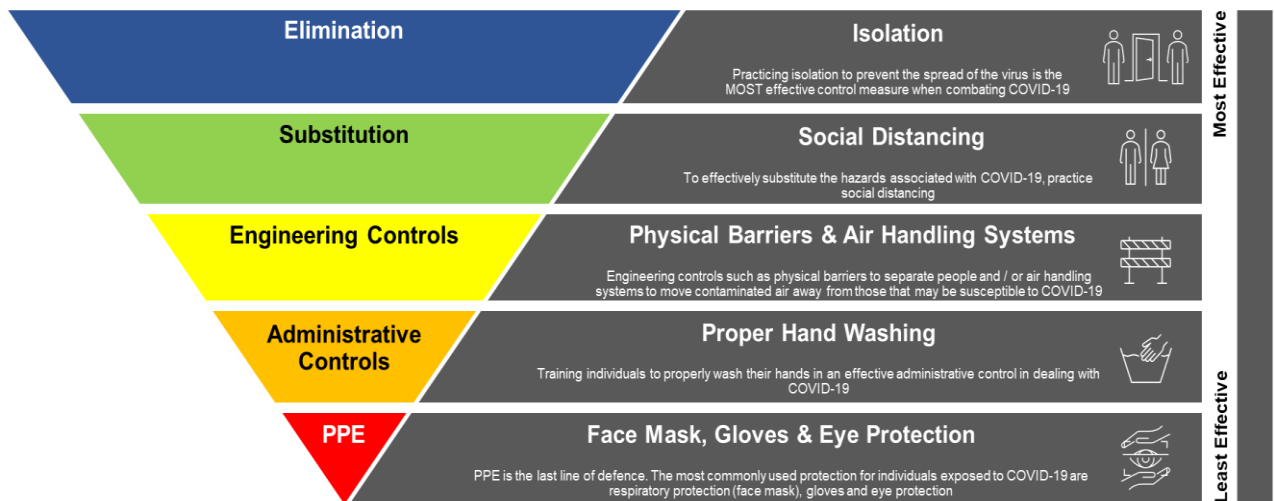 Elimination
Isolation
Practicing isolation to prevent the spread of the virus is the
MOST effective control measure when combating COVID-19
Most Effective
Substitution
Social Distancing
To effectively substitute the hazards associated with COVID-19, practice
social distancing
Engineering Controls
Physical Barriers & Air Handling Systems
Engineering controls such as physical barriers to separate people and / or air handling
systems to move contaminated air away from those that may be susceptible to COVID-19
Administrative
Controls
Proper Hand Washing
Training individuals to properly wash their hands in an effective administrative control in dealing with
COVID-19
PPE
Face Mask, Gloves & Eye Protection
PPE is the last line of defence. The most commonly used protection for individuals exposed to COVID-19 are
respiratory protection (face mask), gloves and eye protection
Least Effective